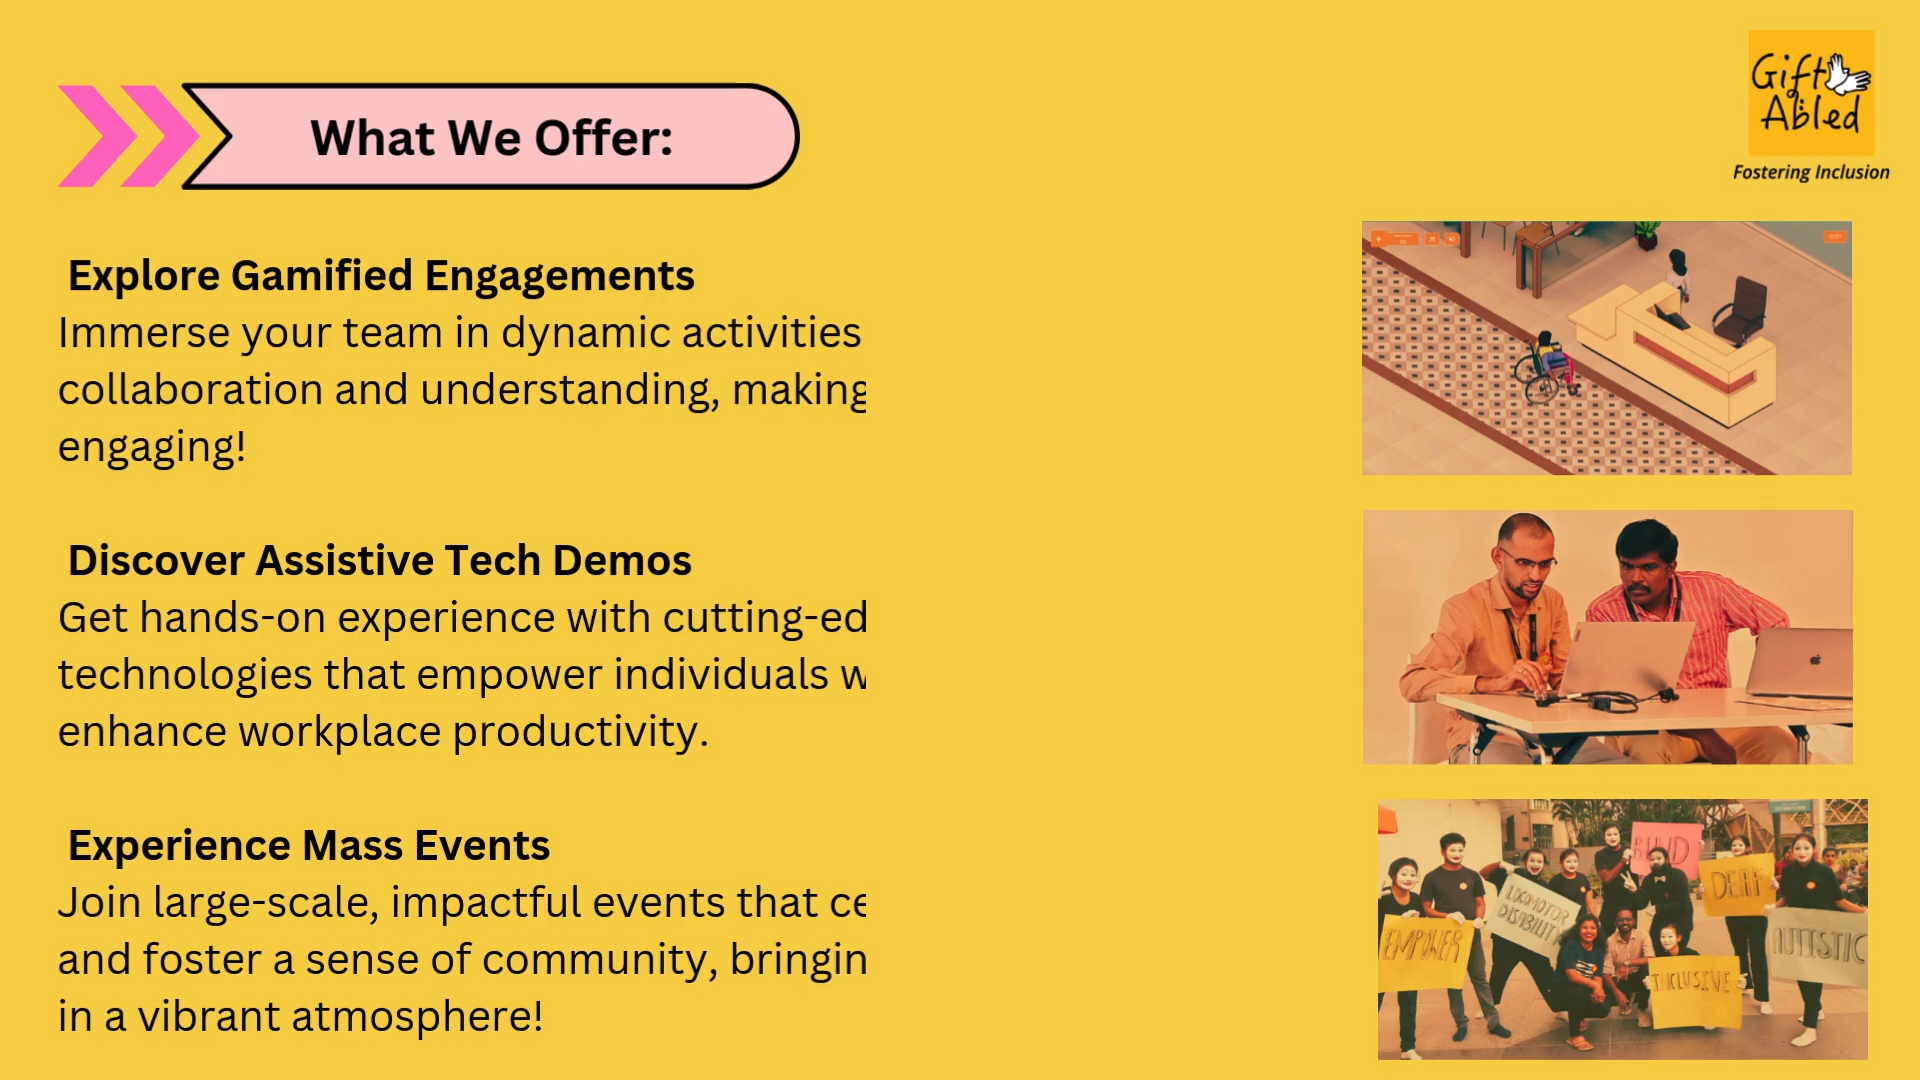 What We Offer:
Gift
Abled
Fostering Inclusion
Explore Gamified Engagements
Immerse your team in dynamic activities
collaboration and understanding, making
engaging!
Discover Assistive Tech Demos
Get hands-on experience with cutting-ed
technologies that empower individuals w
enhance workplace productivity.
Experience Mass Events
Join large-scale, impactful events that ce
and foster a sense of community, bringin
in a vibrant atmosphere!
BLIND
DEAF
LOCOMOTOR
DISABILITY
EMPOWER
AUTISTIC
INCLUSIVE